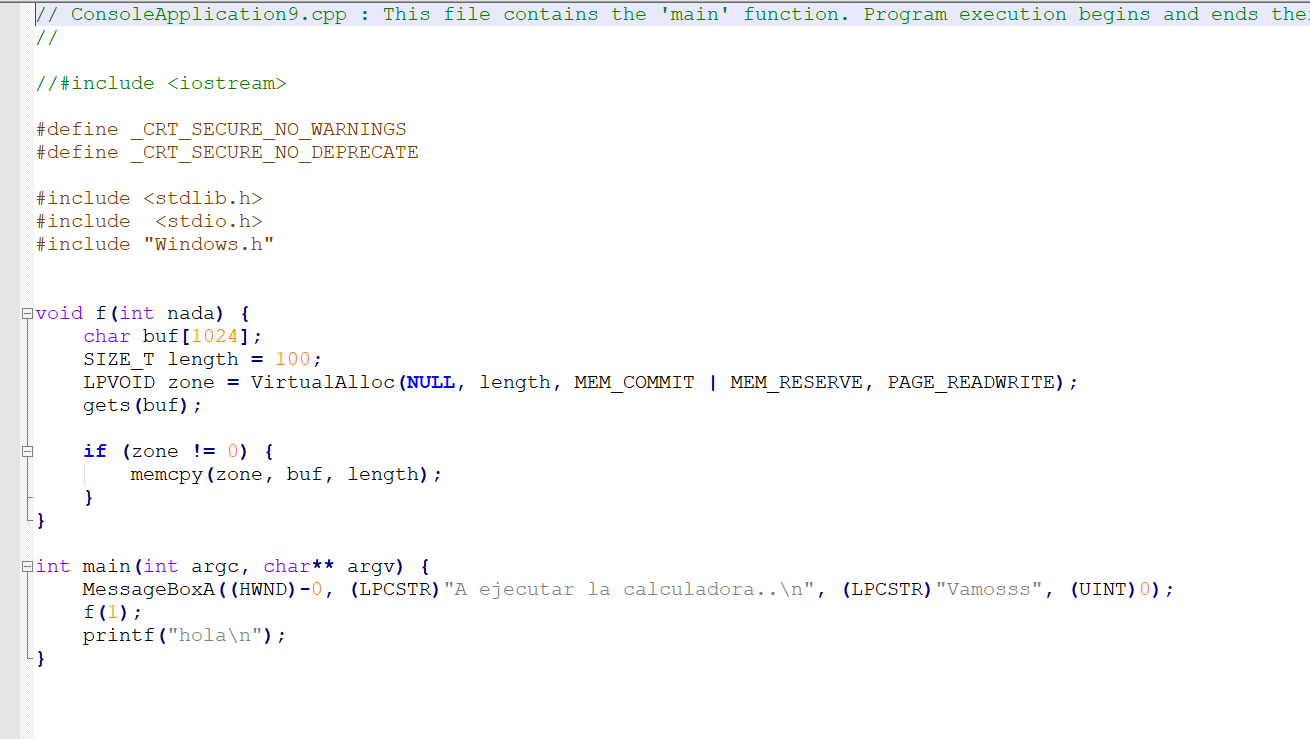 // ConsoleApplication9.cpp : This file contains the 'main' function. Program execution begins and ends
//
//#include <iostream>
#define _CRT_SECURE_NO_WARNINGS
#define _CRT_SECURE_NO_DEPRECATE
#include <stdlib.h>
#include  <stdio.h>
#include "Windows.h"
void f(int nada) {
    char buf[1024];
    SIZE_T length = 100;
    LPVOID zone = VirtualAlloc(NULL, length, MEM_COMMIT | MEM_RESERVE, PAGE_READWRITE);
    gets(buf);
    if (zone != 0) {
        memcpy(zone, buf, length);
    }
}
int main(int argc, char** argv) {
    MessageBoxA((HWND)-0, (LPCSTR)"A ejecutar la calculadora..\n", (LPCSTR)"Vamosss", (UINT)0);
    f(1);
    printf("hola\n");
}